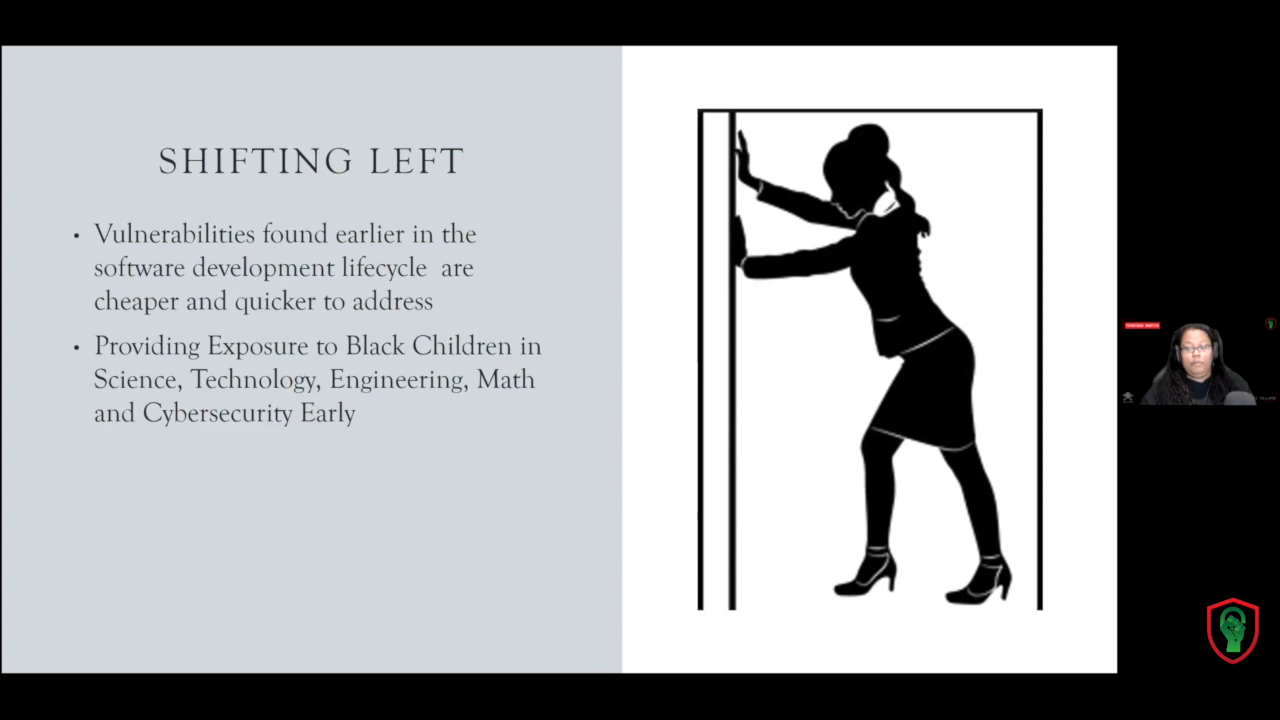 SHIFTING LEFT
• Vulnerabilities found earlier in the
software development lifecycle  are
cheaper and quicker to address
• Providing Exposure to Black Children in
Science, Technology, Engineering, Math
and Cybersecurity Early